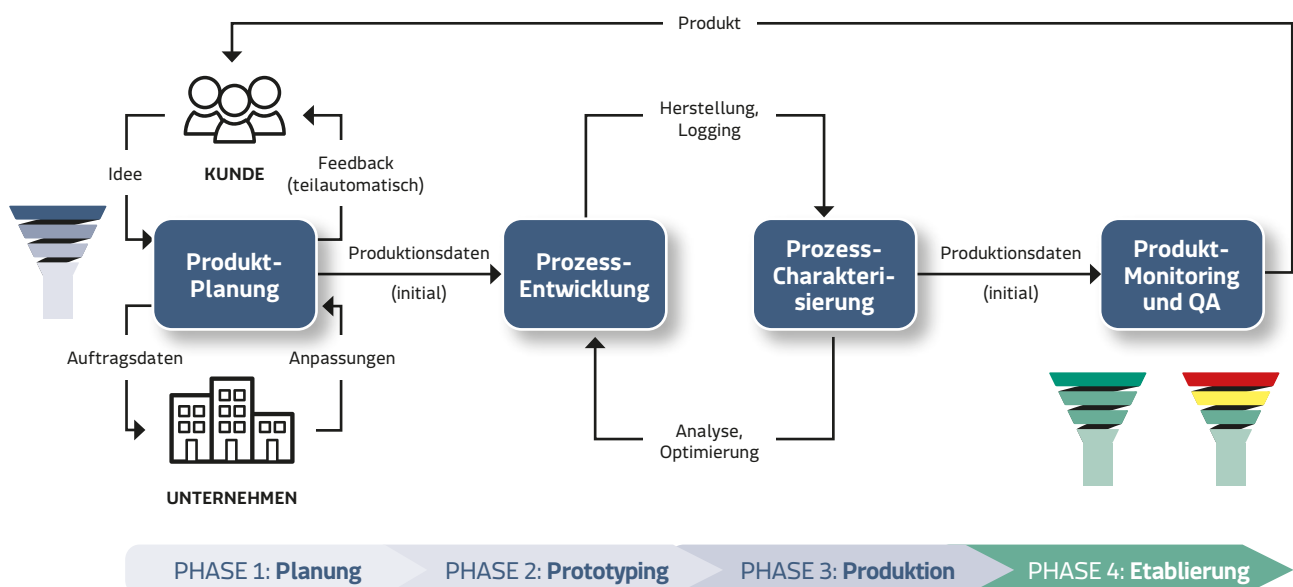 Produkt
Herstellung,
Logging
Idee
KUNDE
Feedback
(teilautomatisch)
Produkt-
Planung
Produktionsdaten
(initial)
Prozess-
Entwicklung
Prozess-
Charakteri-
sierung
Produktionsdaten
(initial)
Produkt-
Monitoring
und QA
Auftragsdaten
Anpassungen
Analyse,
Optimierung
UNTERNEHMEN
PHASE 1: Planung
PHASE 2: Prototyping
PHASE 3: Produktion
PHASE 4: Etablierung